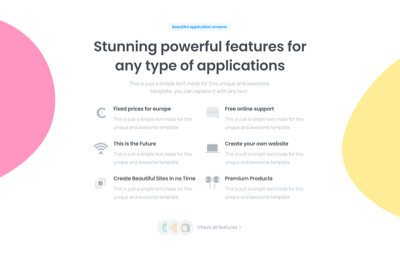 Beautiful application screens
Stunning powerful features for
any type of applications
This is just a simple text made for this unique and awesome
template, you can replace it with any text.
Fixed prices for europe
This is just a simple text made for this
unique and awesome template.
Free online support
This is just a simple text made for this
unique and awesome template.
This is the Future
This is just a simple text made for this
unique and awesome template.
Create your own website
This is just a simple text made for this
unique and awesome template.
Create Beautiful Sites in no Time
This is just a simple text made for this
unique and awesome template.
Premium Products
This is just a simple text made for this
unique and awesome template.
Check all features >